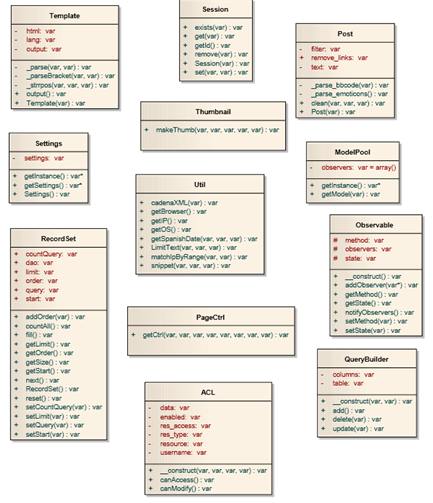 Template
- html: var
- lang: var
- output: var
- _parse(var, var) : var
- _parseBracket(var, var) : var
- _strrpos(var, var, var) : var
+ output() : var
+ Template(var) : var
Session
+ exists(var) : var
+ get(var) : var
+ getId() : var
+ remove(var) : var
+ Session(var) : var
+ set(var, var) : var
Post
- filter: var
+ remove_links: var
- text: var
- _parse_bbcode(var) : var
- _parse_emoticons() : var
+ clean(var, var, var) : var
+ Post(var) : var
Thumbnail
+ makeThumb(var, var, var, var, var) : var
Settings
- settings: var
+ getInstance() : var*
+ getSettings() : var*
+ Settings() : var
ModelPool
- observers: var = array()
+ getInstance() : var*
+ getModel(var) : var
Util
+ cadenaXML(var) : var
+ getBrowser() : var
+ getIP() : var
+ getOS() : var
+ getSpanishDate(var, var) : var
+ LimitText(var, var) : var
+ matchIpByRange(var, var) : var
+ snippet(var, var, var) : var
RecordSet
+ countQuery: var
+ dao: var
+ limit: var
+ order: var
+ query: var
+ start: var
+ addOrder(var, var) : var
+ countAll() : var
+ fill() : var
+ getLimit() : var
+ getOrder() : var
+ getSize() : var
+ getStart() : var
+ next() : var
+ RecordSet() : var
+ reset() : var
+ setCountQuery(var) : var
+ setLimit(var) : var
+ setQuery(var) : var
+ setStart(var) : var
Observable
# method: var
# observers: var
# state: var
+ __construct() : var
+ addObserver(var*) : var
+ getMethod() : var
+ getState() : var
+ notifyObservers() : var
+ setMethod(var) : var
+ setState(var) : var
PageCtrl
+ getCtrl(var, var, var, var, var, var, var, var) : var
QueryBuilder
- columns: var
- table: var
+ __construct(var, var) : var
+ add() : var
+ delete(var) : var
+ update(var) : var
ACL
- data: var
- enabled: var
- res_access: var
- res_type: var
- resource: var
- username: var
+ __construct(var, var, var, var) : var
+ canAccess() : var
+ canModify() : var